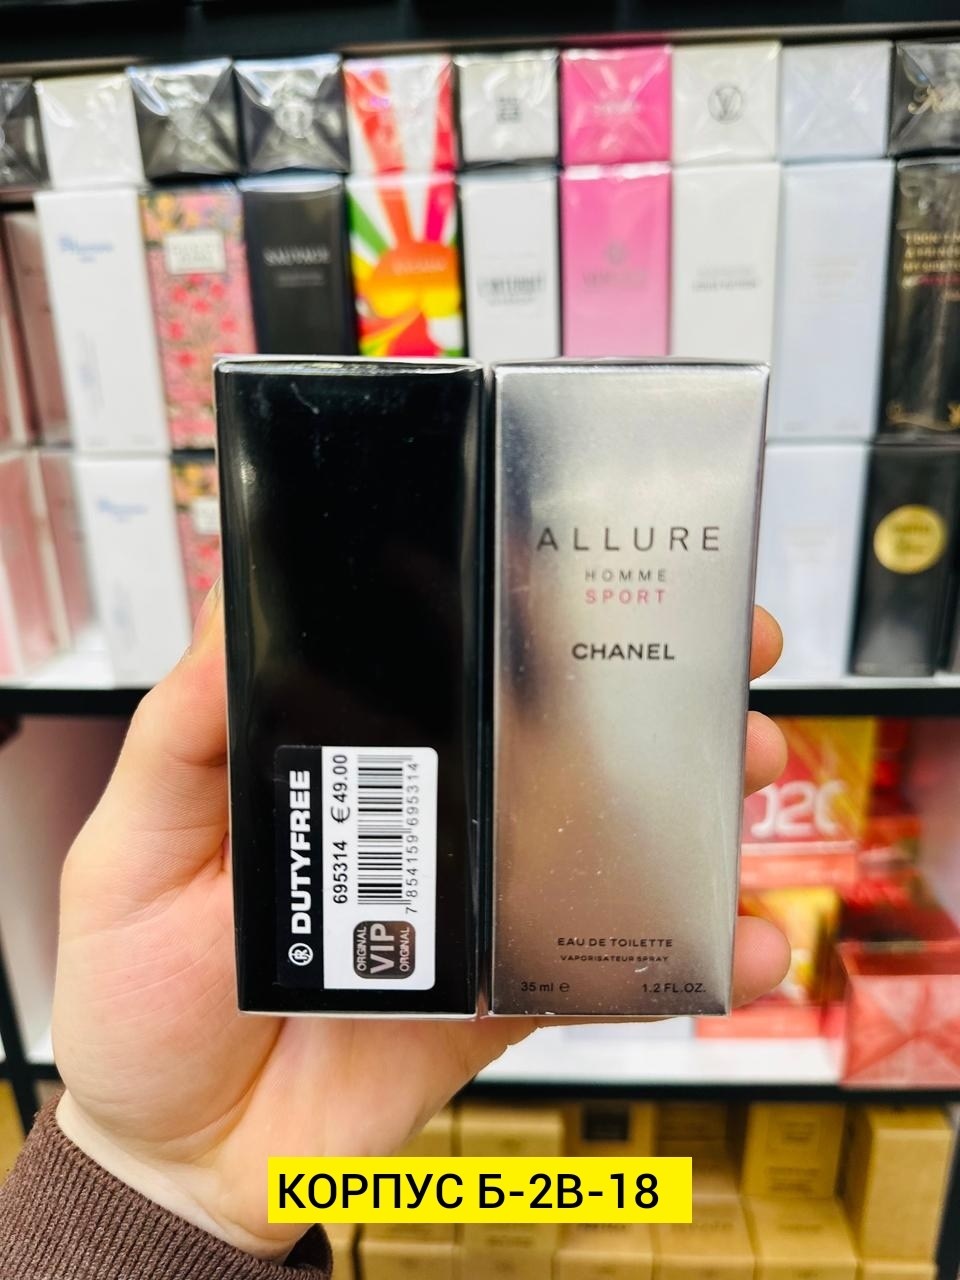 SAUVAGE
ALLURE
HOMME
SPORT
CHANEL
EAU DE TOILETTE
VAPORISATEUR SPRAY
35 ml e 1.2 FL.OZ.
DUTYFREE
695314 €49.00
7 854159 695314
ORGINAL
VIP
ORGINAL
КОРПУС Б-2В-18